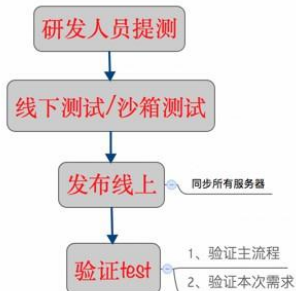 研发人员提测
线下测试/沙箱测试
发布线上
同步所有服务器
验证test
1、验证主流程
2、验证本次需求